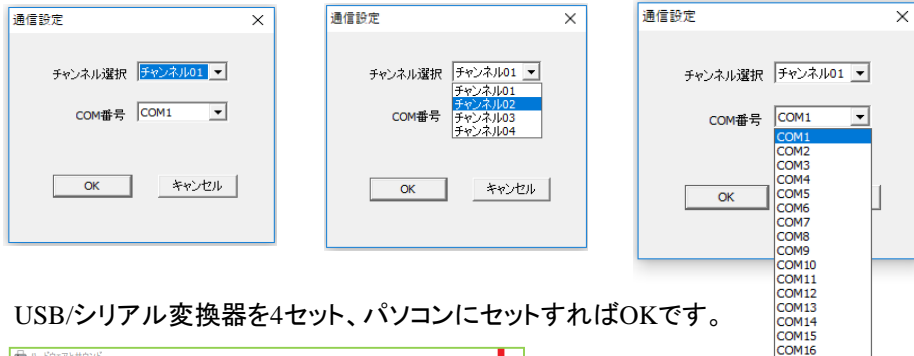 通信設定
チャンネル選択 チャンネル01
COM番号 COM1
OK キャンセル
通信設定
チャンネル選択 チャンネル01
チャンネル01
チャンネル02
COM番号 チャンネル03
チャンネル04
OK キャンセル
通信設定
チャンネル選択 チャンネル01
COM番号 COM1
COM1
COM2
COM3
COM4
COM5
OK COM6
COM7
COM8
COM9
COM10
COM11
COM12
COM13
COM14
COM15
COM16
USB/シリアル変換器を4セット、パソコンにセットすればOKです。